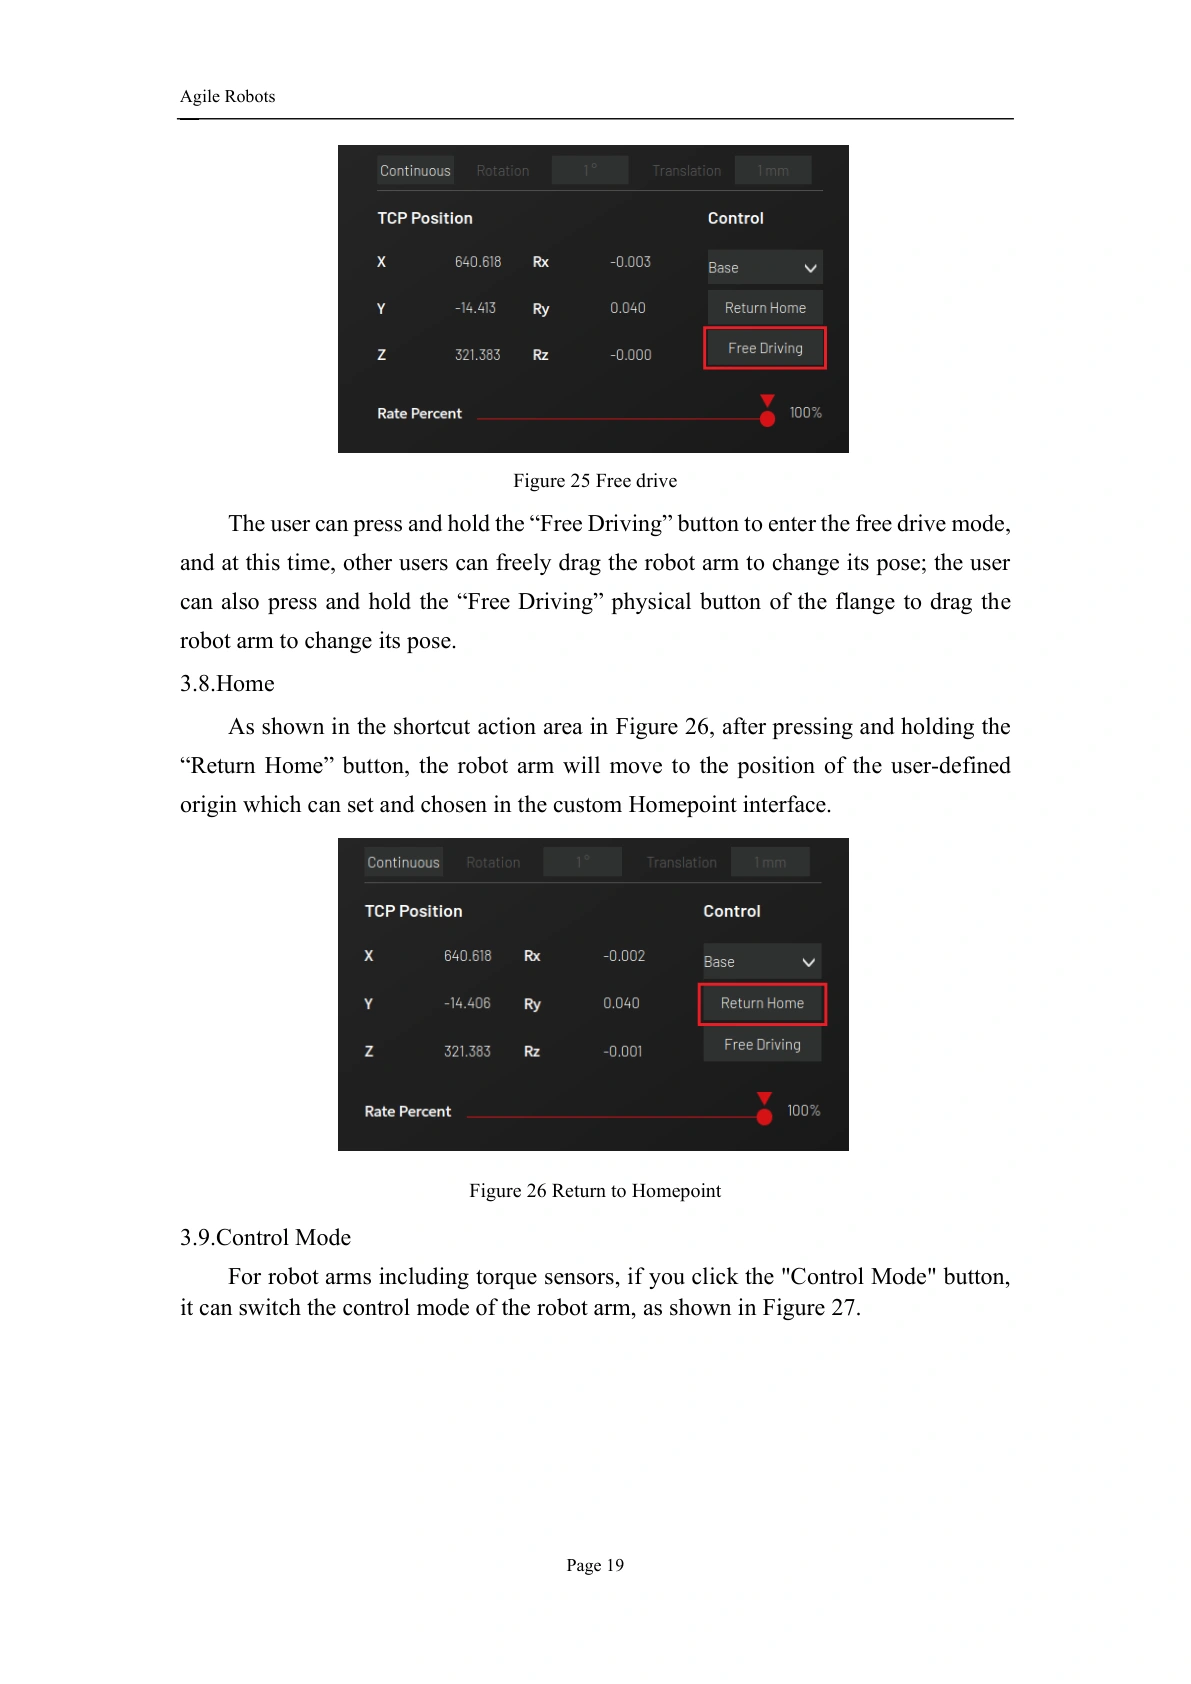 Agile Robots
Continuous Rotation 1° Translation 1 mm
TCP Position Control
X 640.618 Rx -0.003 Base
Y -14.413 Ry 0.040 Return Home
Z 321.383 Rz -0.000 Free Driving
Rate Percent 100%
Figure 25 Free drive
The user can press and hold the “Free Driving” button to enter the free drive mode,
and at this time, other users can freely drag the robot arm to change its pose; the user
can also press and hold the “Free Driving” physical button of the flange to drag the
robot arm to change its pose.
3.8.Home
As shown in the shortcut action area in Figure 26, after pressing and holding the
“Return Home” button, the robot arm will move to the position of the user-defined
origin which can set and chosen in the custom Homepoint interface.
Continuous Rotation 1° Translation 1 mm
TCP Position Control
X 640.618 Rx -0.002 Base
Y -14.406 Ry 0.040 Return Home
Z 321.383 Rz -0.001 Free Driving
Rate Percent 100%
Figure 26 Return to Homepoint
3.9.Control Mode
For robot arms including torque sensors, if you click the "Control Mode" button,
it can switch the control mode of the robot arm, as shown in Figure 27.
Page 19